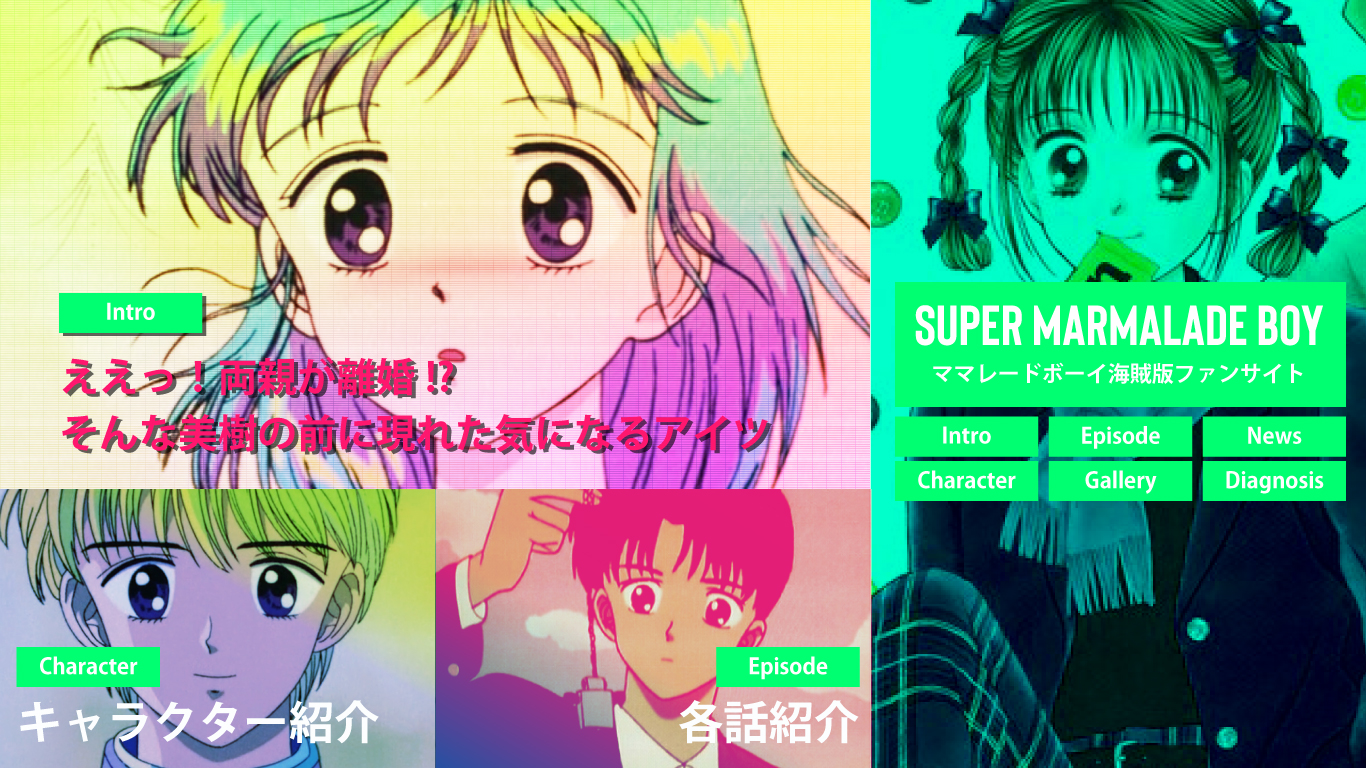 Intro
ええっ！両親が離婚⁉
そんな美樹の前に現れた気になるアイツ
Character
キャラクター紹介
Episode
各話紹介
SUPER MARMALADE BOY
ママレードボーイ海賊版ファンサイト
Intro Episode News
Character Gallery Diagnosis